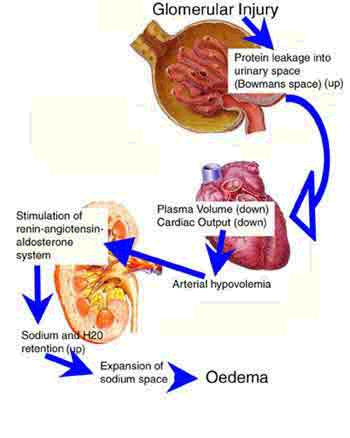 Glomerular Injury
Protein leakage into
urinary space
(Bowmans space) (up)
Plasma Volume (down)
Cardiac Output (down)
Arterial hypovolemia
Stimulation of
renin-angiotensin-
aldosterone
system
Sodium and H20
retention (up)
Expansion of
sodium space
Oedema